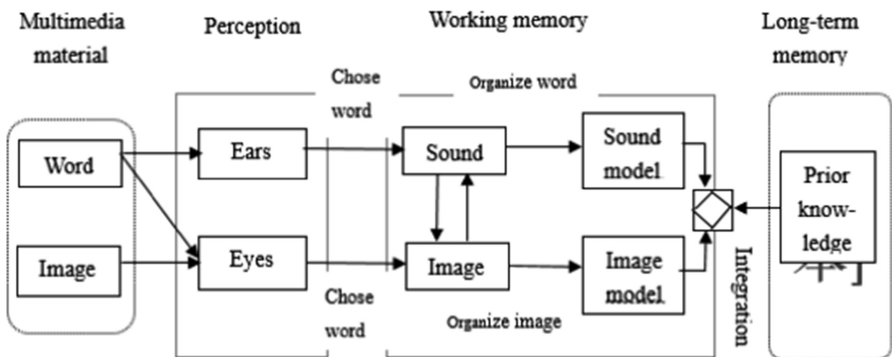 Multimedia
material
Perception
Working memory
Long-term
memory
Chose
word
Organize word
Word
Ears
Sound
Sound
model
Prior
know-
ledge
Image
Eyes
Image
Image
model
Integration
Chose
word
Organize image